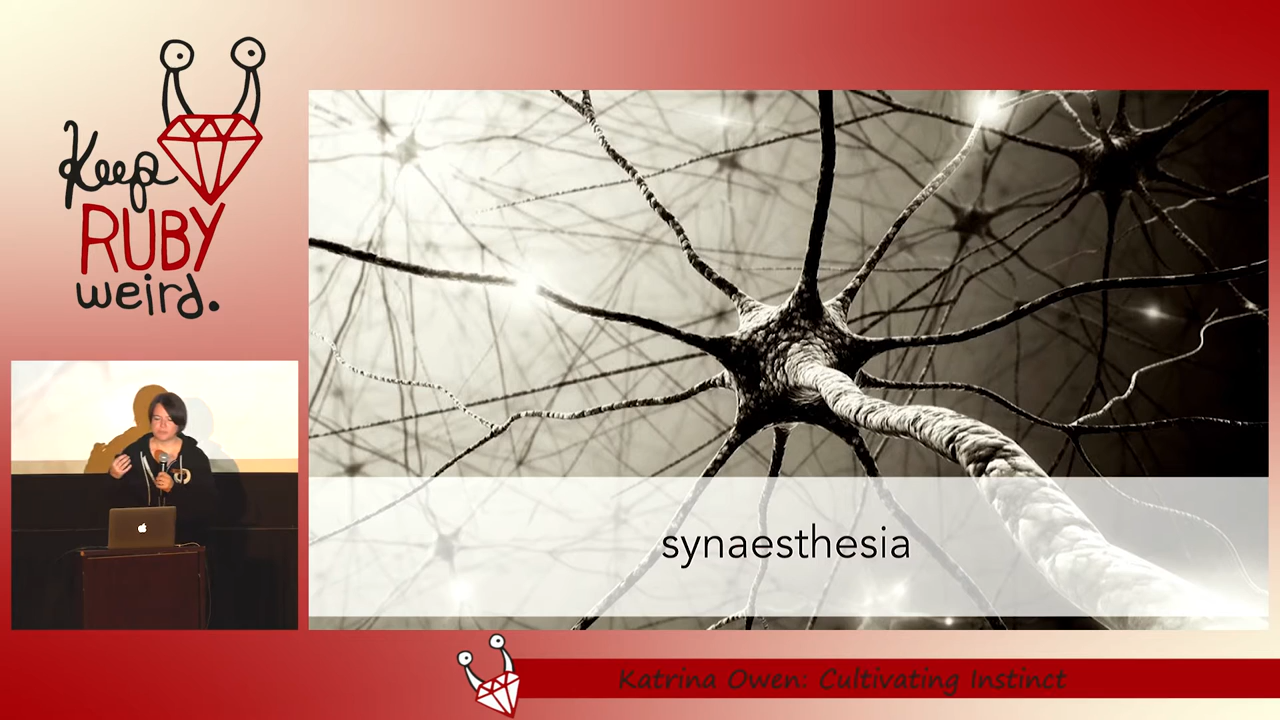 Keep
RUBY
weird.
synaesthesia
Katrina Owen: Cultivating Instinct